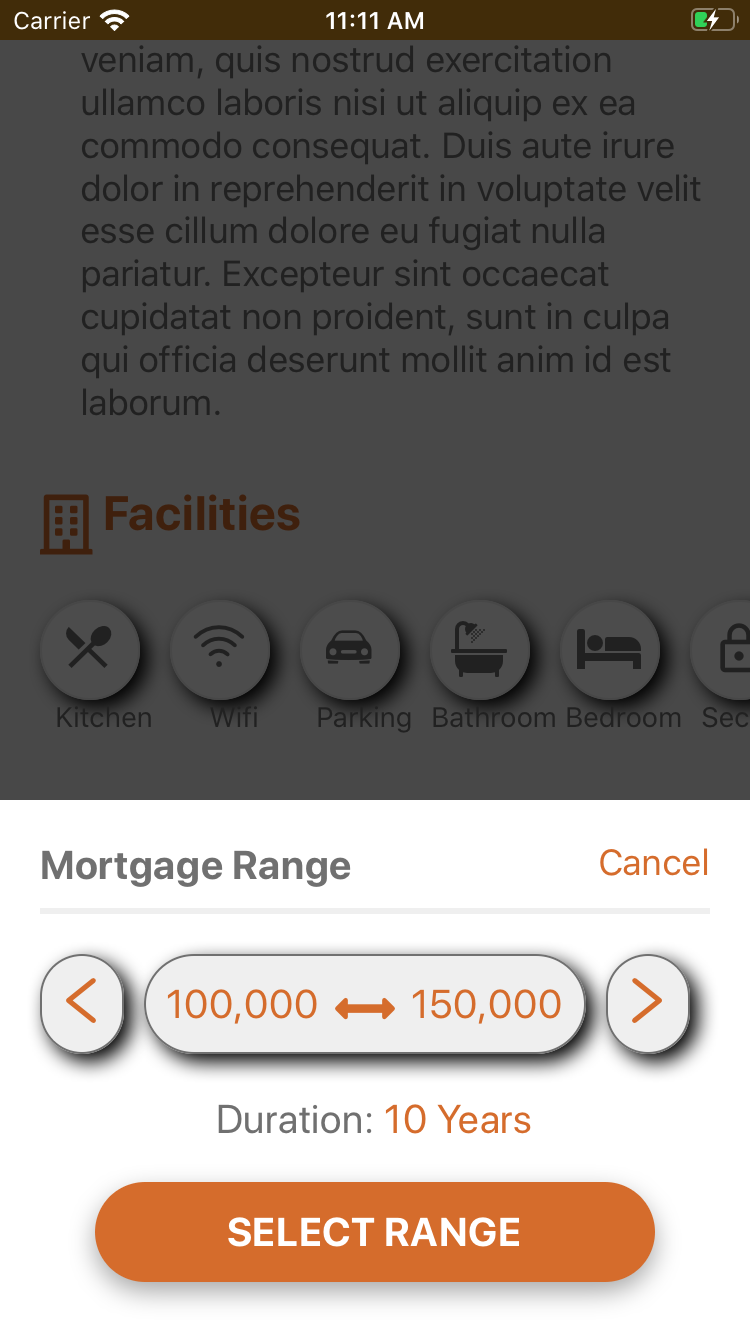 Carrier 11:11 AM
veniam, quis nostrud exercitation
ullamco laboris nisi ut aliquip ex ea
commodo consequat. Duis aute irure
dolor in reprehenderit in voluptate velit
esse cillum dolore eu fugiat nulla
pariatur. Excepteur sint occaecat
cupidatat non proident, sunt in culpa
qui officia deserunt mollit anim id est
laborum.
Facilities
Kitchen Wifi Parking Bathroom Bedroom Sec
Mortgage Range Cancel
100,000 150,000
Duration: 10 Years
SELECT RANGE